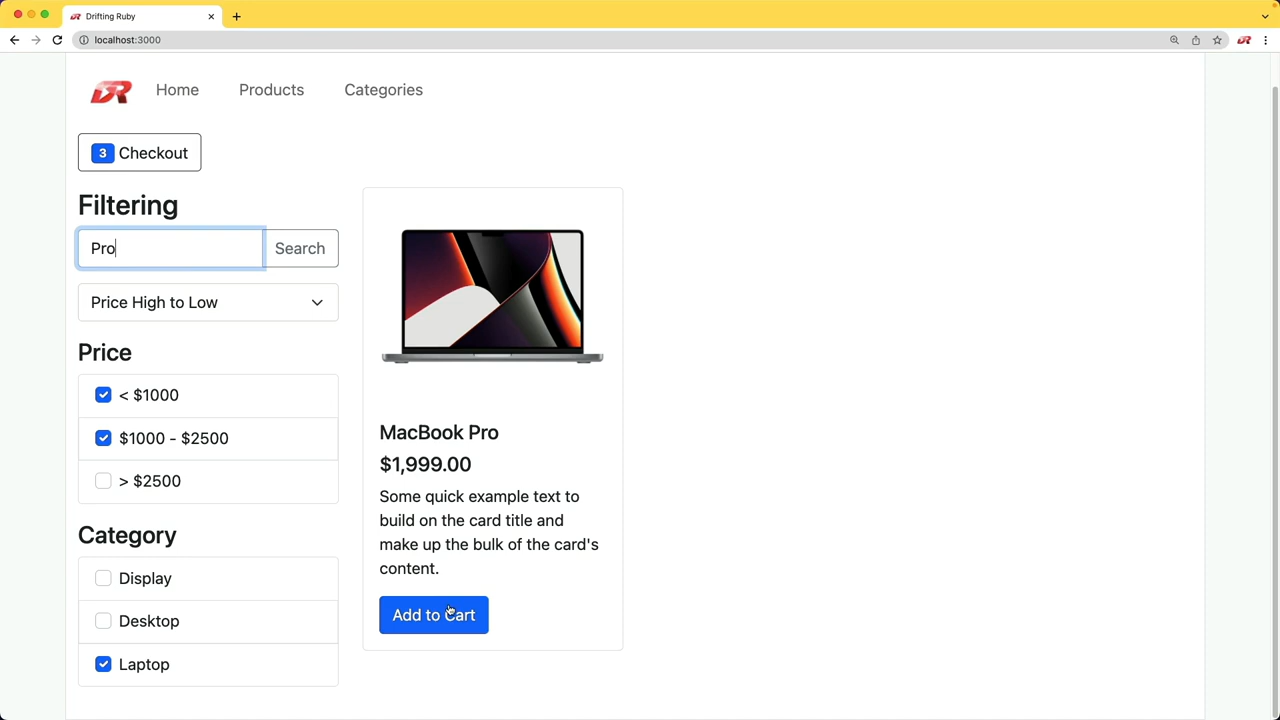 Drifting Ruby
localhost:3000
DR
Home Products Categories
3 Checkout
Filtering
Pro Search
Price High to Low
Price
< $1000
$1000 - $2500
> $2500
Category
Display
Desktop
Laptop
MacBook Pro
$1,999.00
Some quick example text to
build on the card title and
make up the bulk of the card's
content.
Add to Cart